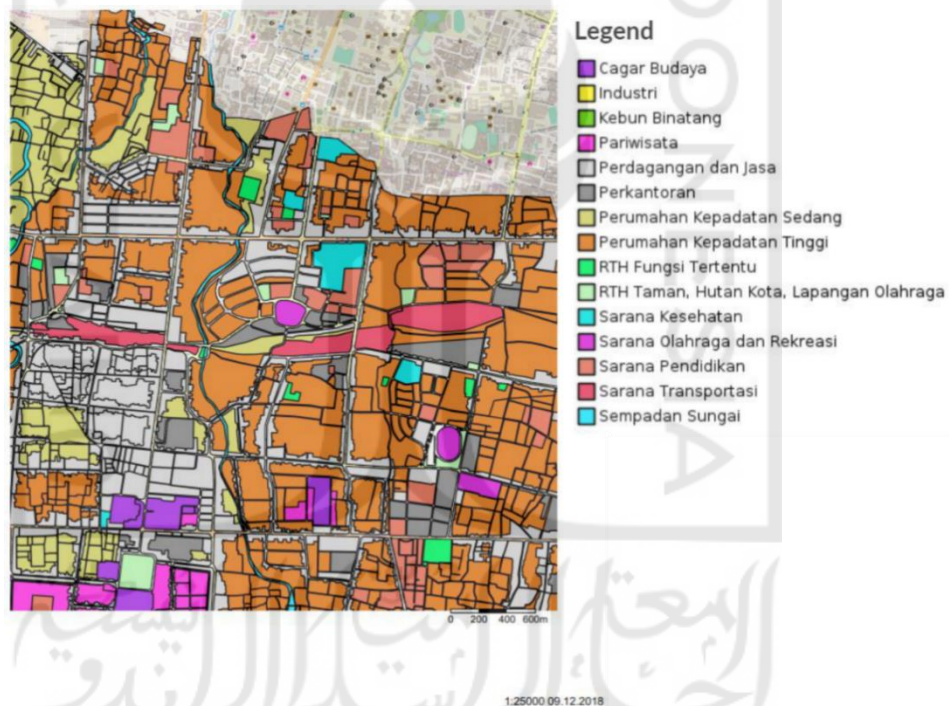 Legend
Cagar Budaya
Industri
Kebun Binatang
Pariwisata
Perdagangan dan Jasa
Perkantoran
Perumahan Kepadatan Sedang
Perumahan Kepadatan Tinggi
RTH Fungsi Tertentu
RTH Taman, Hutan Kota, Lapangan Olahraga
Sarana Kesehatan
Sarana Olahraga dan Rekreasi
Sarana Pendidikan
Sarana Transportasi
Sempadan Sungai
0 200 400 600m
1:25000 09.12.2018